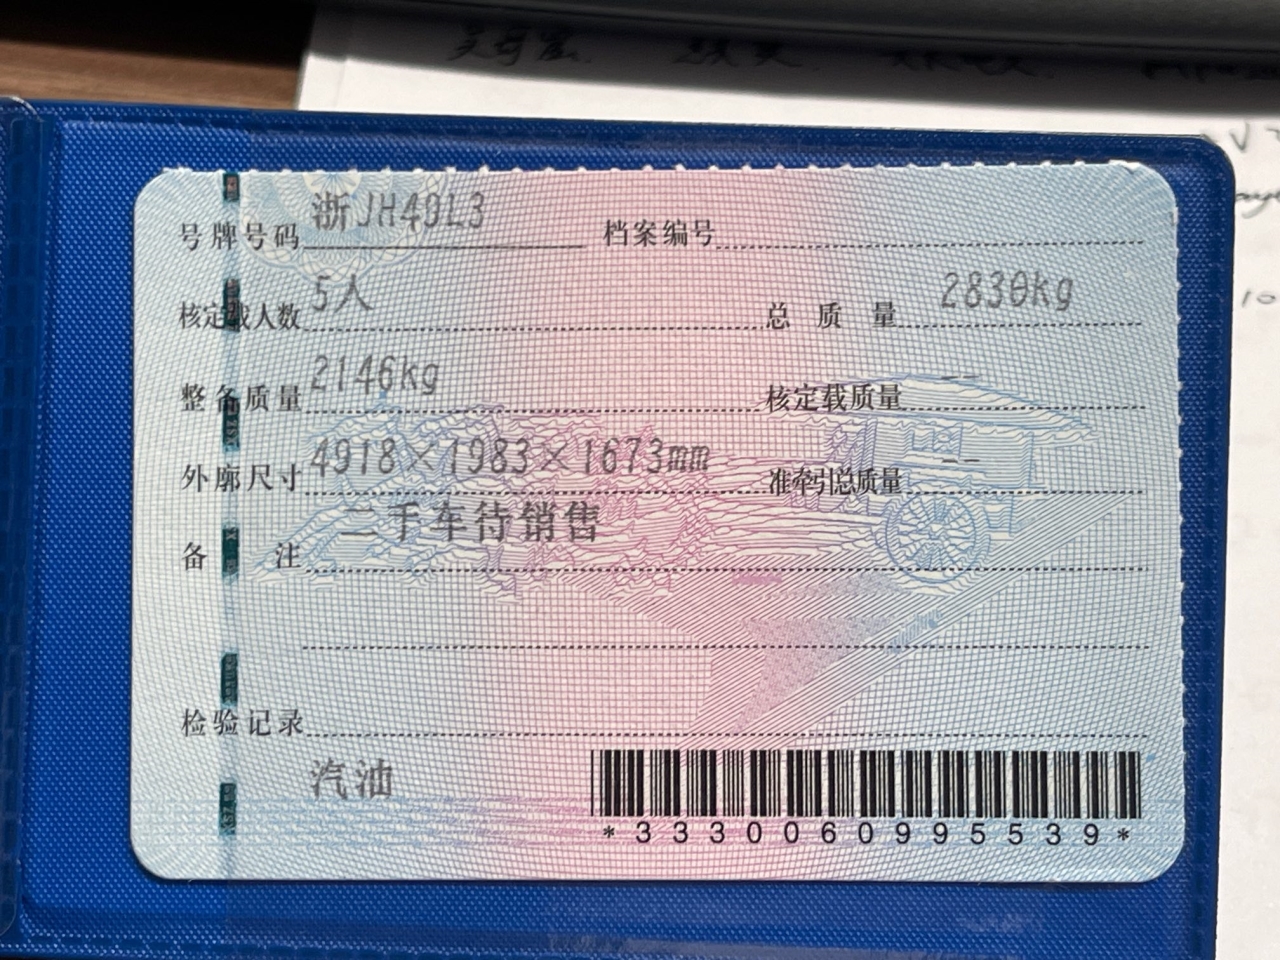 号牌号码 浙JH49L3 档案编号
核定载人数 5人 总质量 2830kg
整备质量 2146kg 核定载质量 --
外廓尺寸 4918×1983×1673mm 准牵引总质量 --
备注 二手车待销售
检验记录
汽油
*3330060995539*